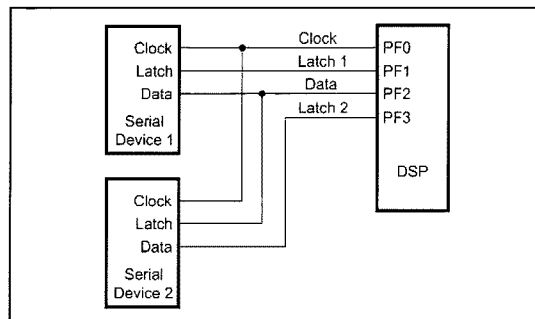 Clock
Latch
Data
Serial
Device 1
Clock
Latch 1
Data
Latch 2
PF0
PF1
PF2
PF3
DSP
Clock
Latch
Data
Serial
Device 2